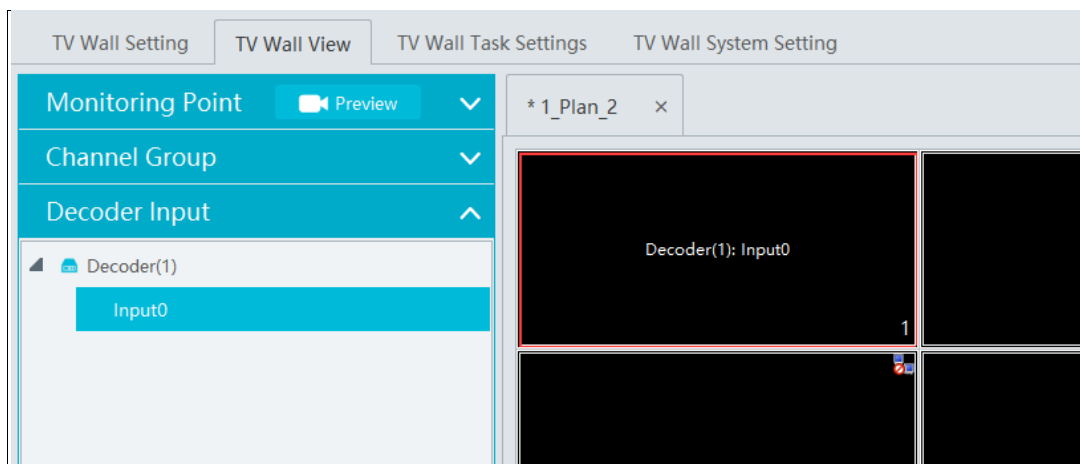 TV Wall Setting TV Wall View TV Wall Task Settings TV Wall System Setting
Monitoring Point Preview
* 1_Plan_2 ×
Channel Group
Decoder Input
Decoder(1)
Input0
Decoder(1): Input0
1